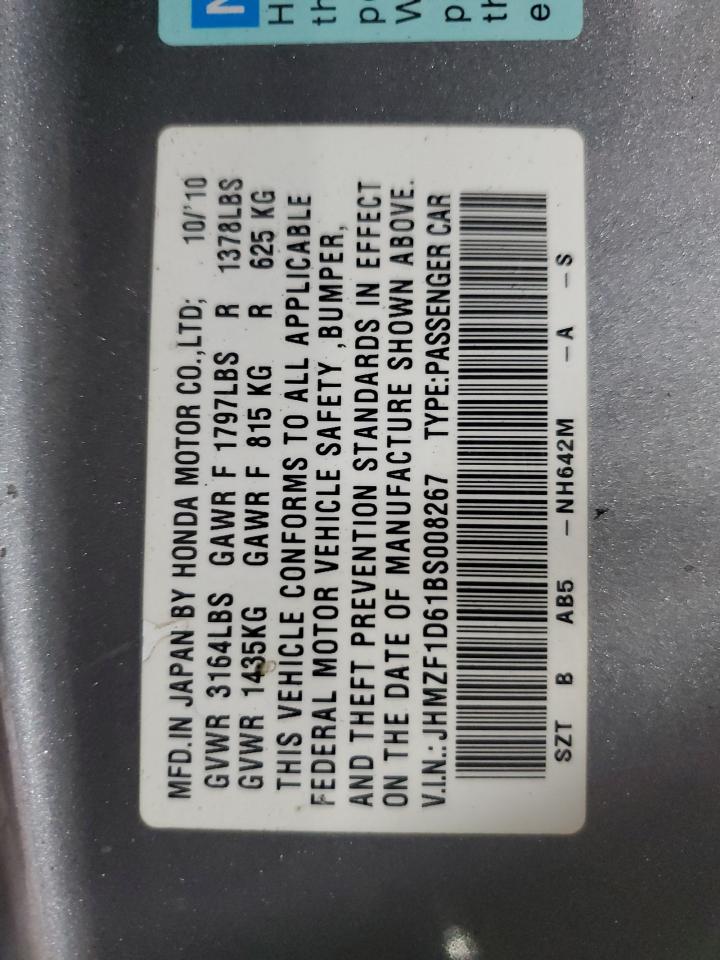 MFD.IN JAPAN BY HONDA MOTOR CO.,LTD; 10/'10
GVWR 3164LBS GAWR F 1797LBS R 1378LBS
GVWR 1435KG GAWR F 815 KG R 625 KG
THIS VEHICLE CONFORMS TO ALL APPLICABLE
FEDERAL MOTOR VEHICLE SAFETY ,BUMPER,
AND THEFT PREVENTION STANDARDS IN EFFECT
ON THE DATE OF MANUFACTURE SHOWN ABOVE.
V.I.N.: JHMZF1D61BS008267 TYPE:PASSENGER CAR
SZT B AB5 -NH642M -A -S